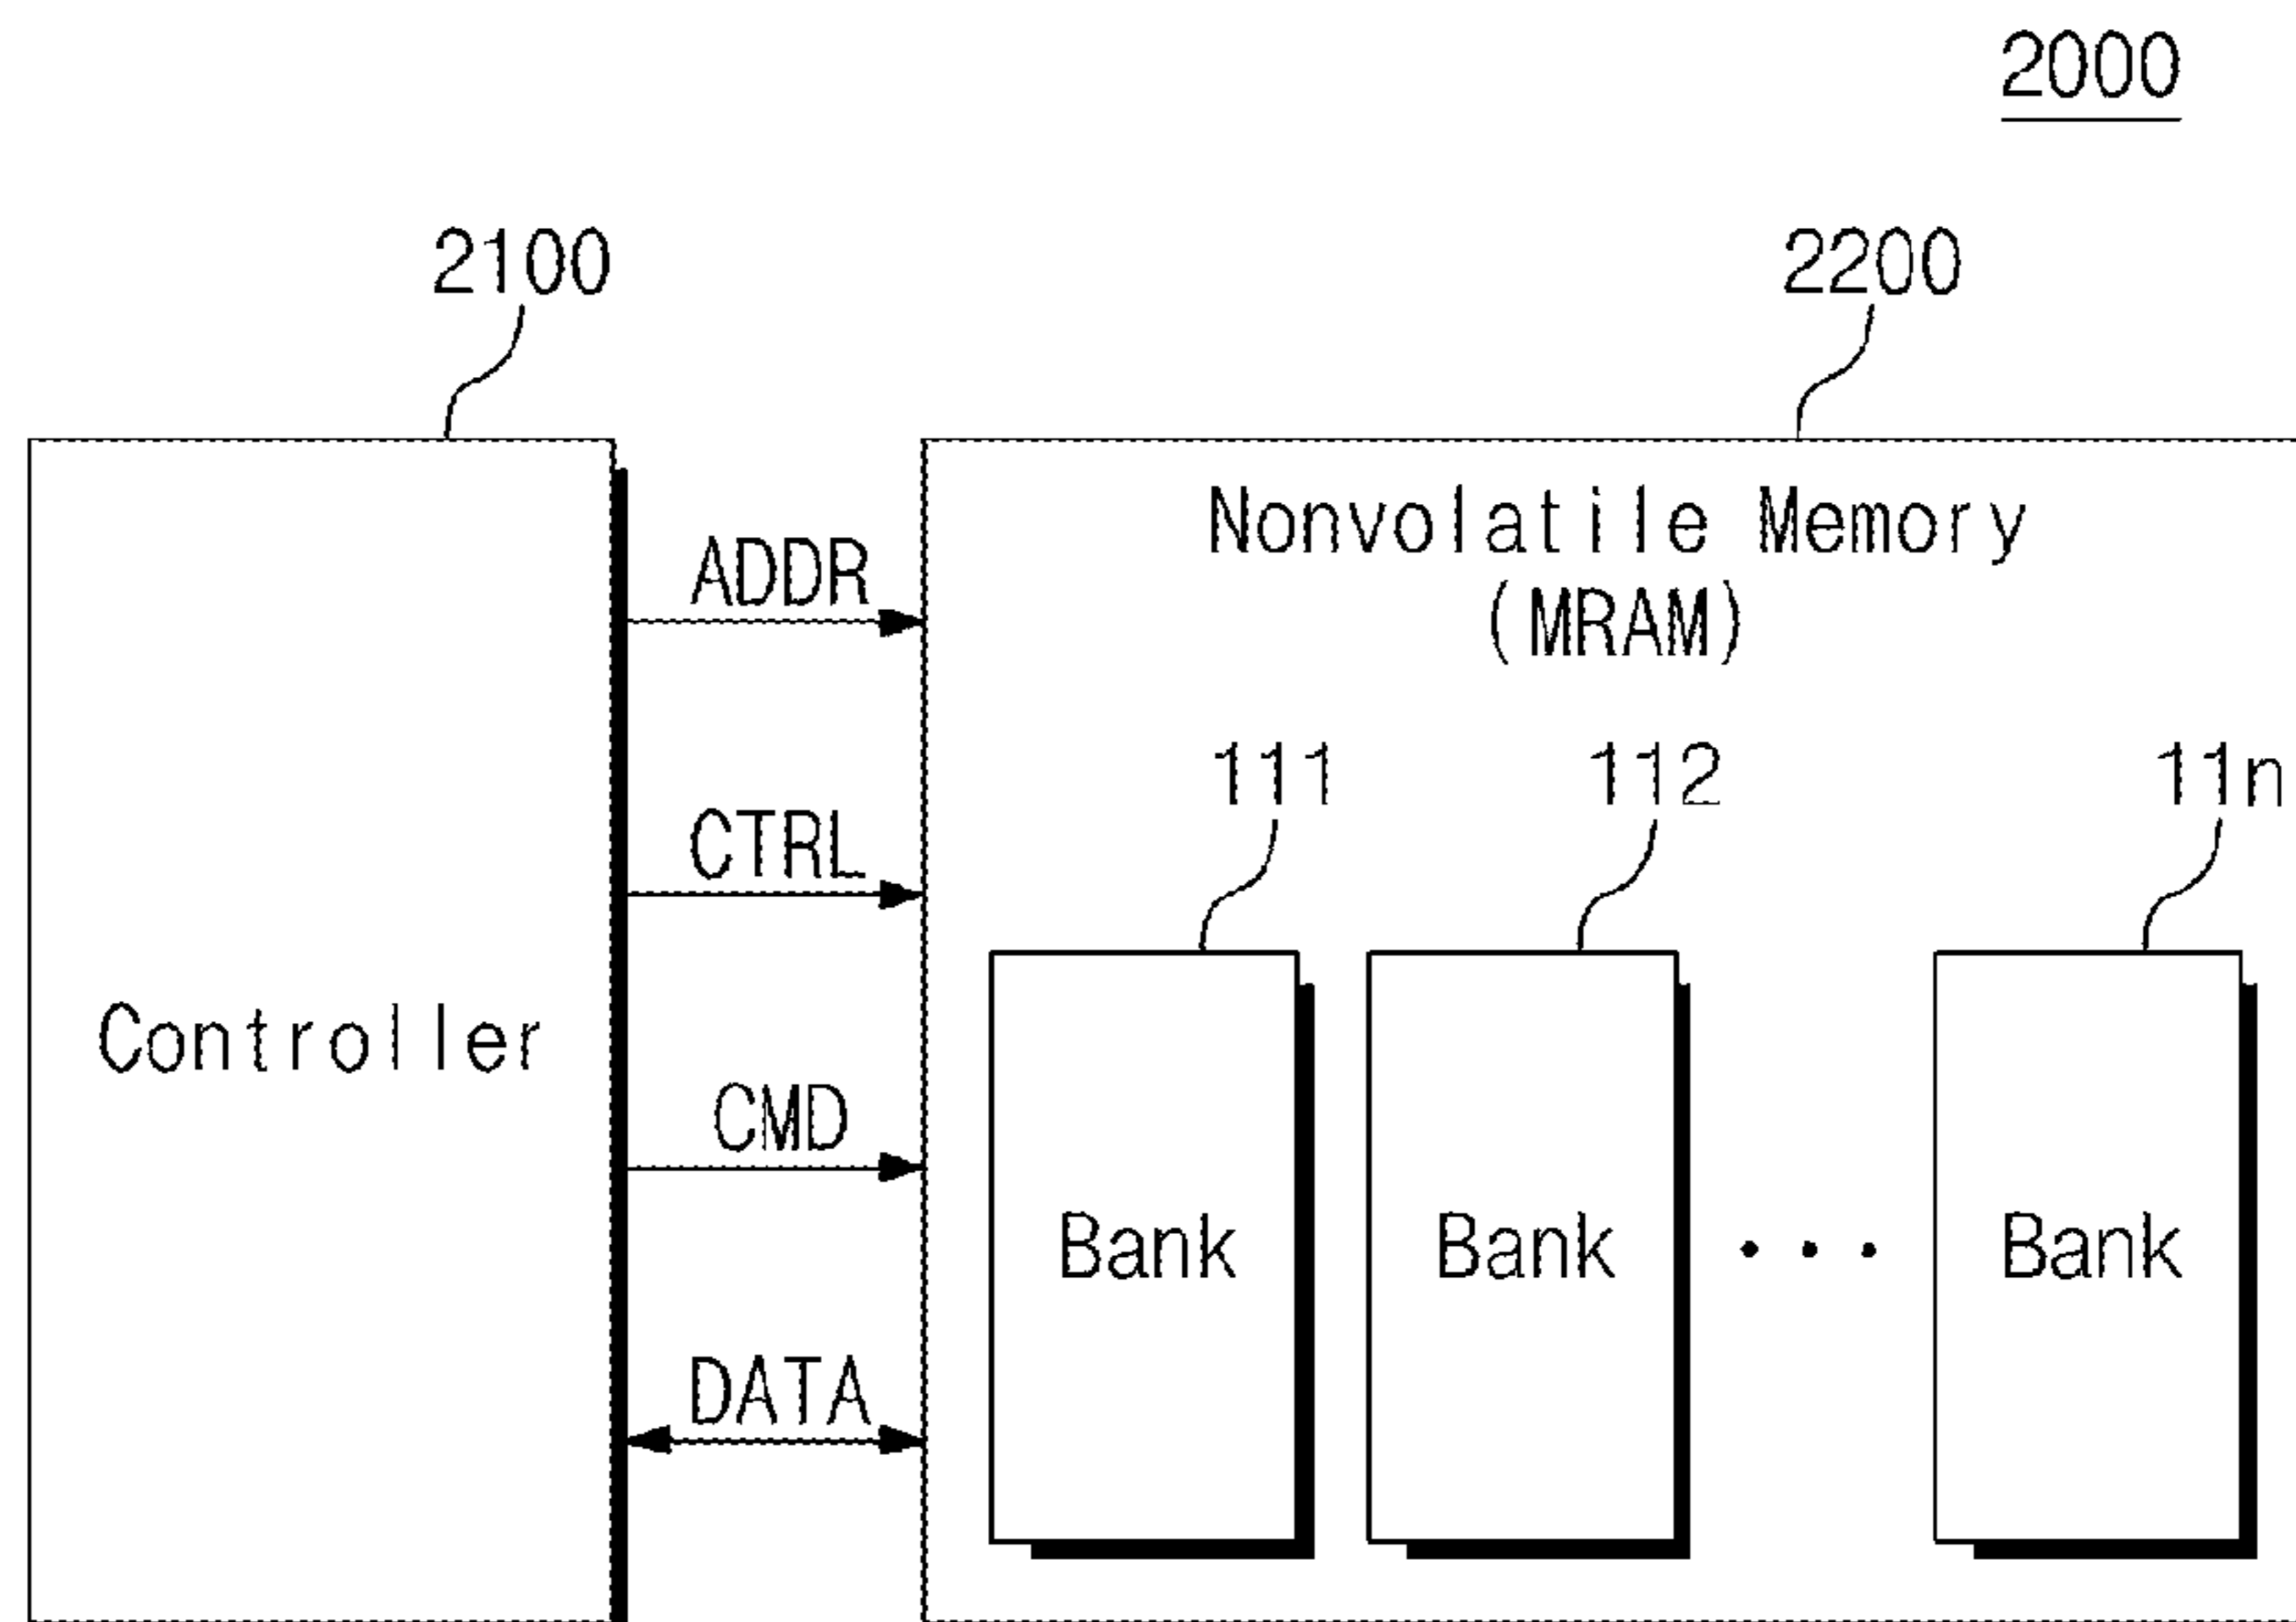 2000
2100
2200
Nonvolatile Memory
(MRAM)
ADDR
CTRL
CMD
DATA
Controller
111
112
11n
Bank
Bank
• • •
Bank